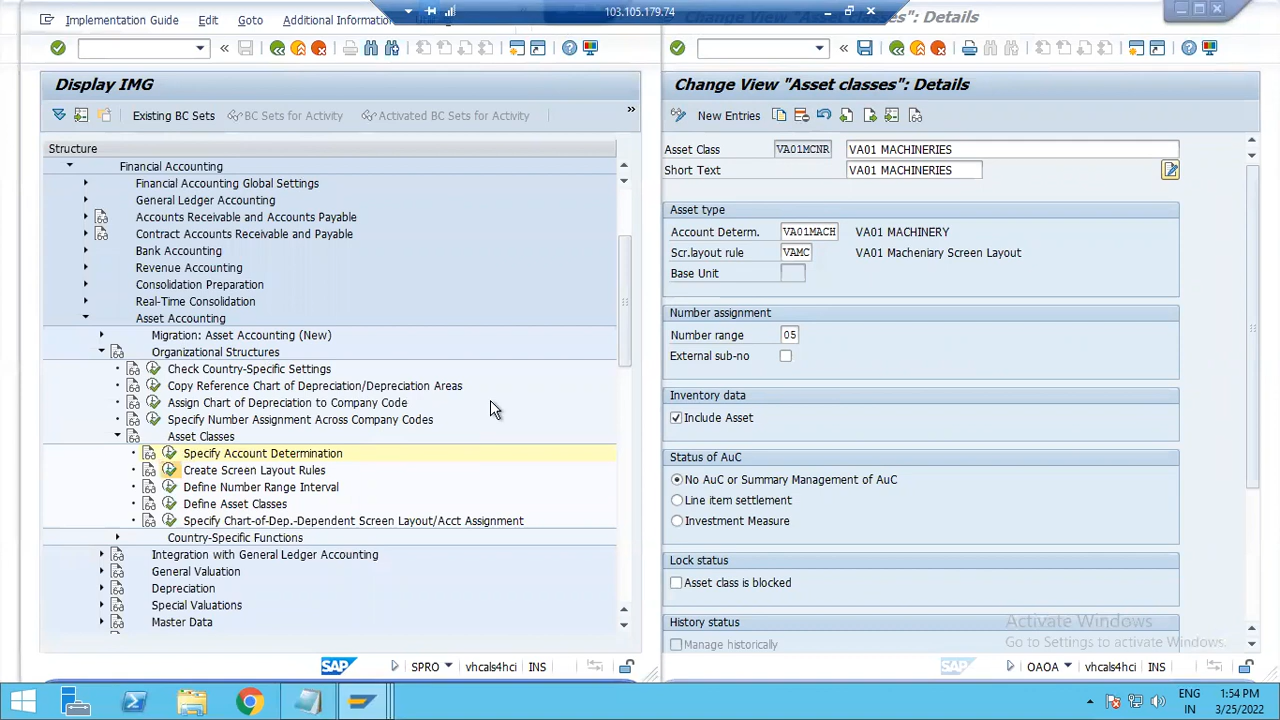 103.105.179.74
Implementation Guide Edit Goto Additional Informati
Change View "Asset Classes": Details
Display IMG
Change View "Asset classes": Details
Existing BC Sets BC Sets for Activity Activated BC Sets for Activity
New Entries
Structure
Financial Accounting
Financial Accounting Global Settings
General Ledger Accounting
Accounts Receivable and Accounts Payable
Contract Accounts Receivable and Payable
Bank Accounting
Revenue Accounting
Consolidation Preparation
Real-Time Consolidation
Asset Accounting
Migration: Asset Accounting (New)
Organizational Structures
Check Country-Specific Settings
Copy Reference Chart of Depreciation/Depreciation Areas
Assign Chart of Depreciation to Company Code
Specify Number Assignment Across Company Codes
Asset Classes
Specify Account Determination
Create Screen Layout Rules
Define Number Range Interval
Define Asset Classes
Specify Chart-of-Dep.-Dependent Screen Layout/Acct Assignment
Country-Specific Functions
Integration with General Ledger Accounting
General Valuation
Depreciation
Special Valuations
Master Data
Asset Class VA01MCNR VA01 MACHINERIES
Short Text VA01 MACHINERIES
Asset type
Account Determ. VA01MACH VA01 MACHINERY
Scr.layout rule VAMC VA01 Macheniary Screen Layout
Base Unit
Number assignment
Number range 05
External sub-no
Inventory data
Include Asset
Status of AuC
No AuC or Summary Management of AuC
Line item settlement
Investment Measure
Lock status
Asset class is blocked
History status
Manage historically
Activate Windows
Go to Settings to activate Windows.
SAP SPRO vhcals4hci INS
SAP OAOA vhcals4hci INS
ENG 1:54 PM
IN 3/25/2022